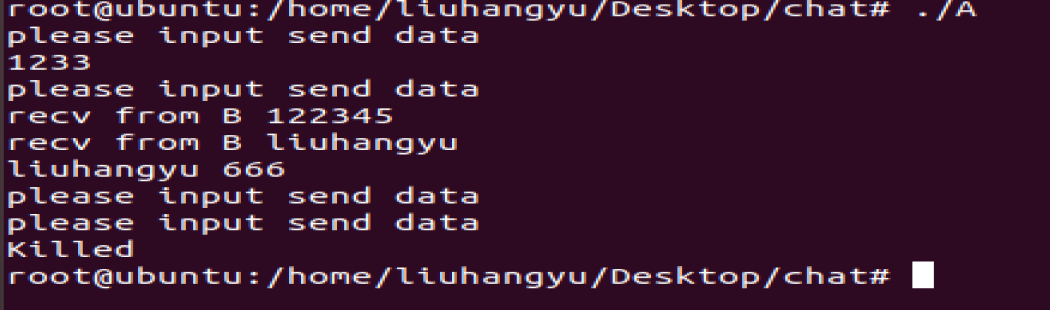 root@ubuntu:/home/liuhangyu/Desktop/chat# ./A
please input send data
1233
please input send data
recv from B 122345
recv from B liuhangyu
liuhangyu 666
please input send data
please input send data
Killed
root@ubuntu:/home/liuhangyu/Desktop/chat#